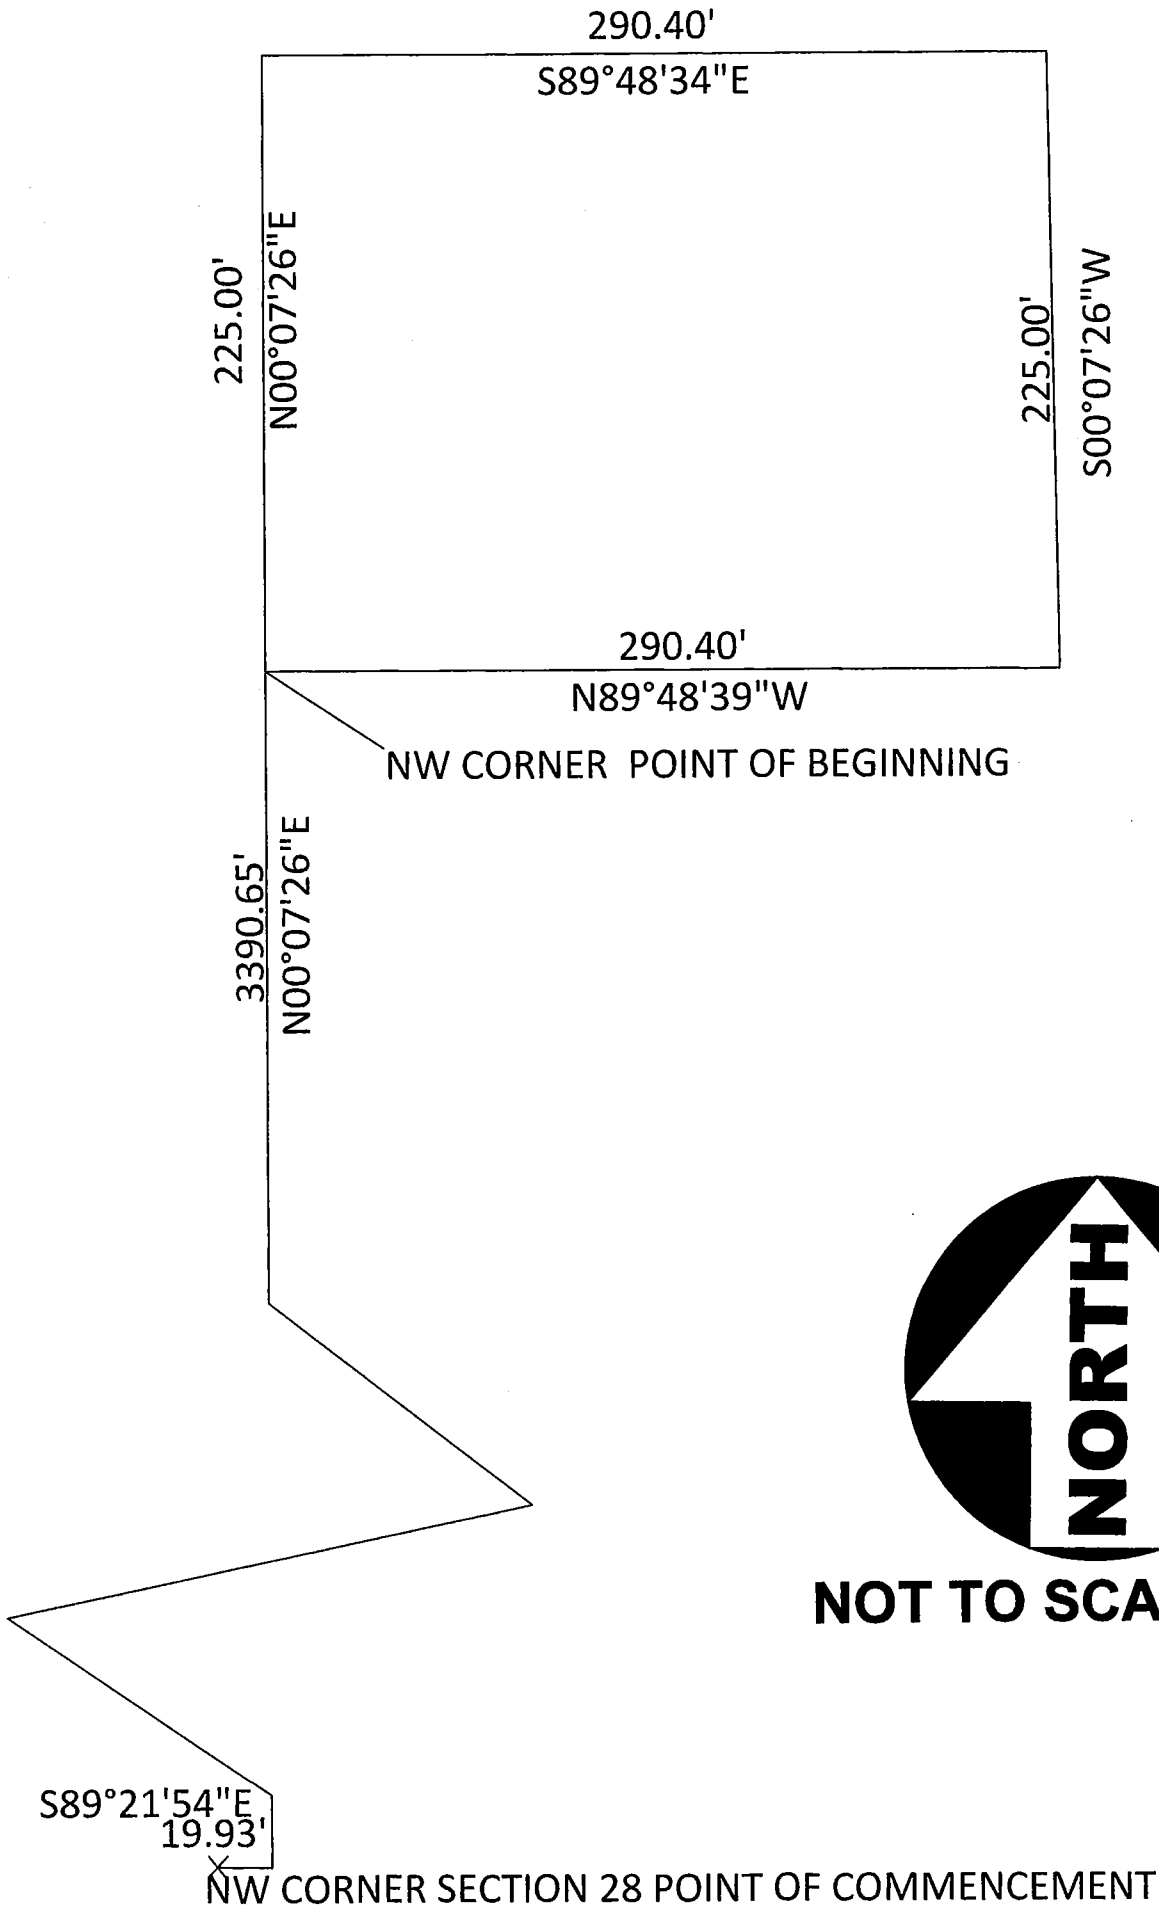 290.40'
S89°48'34"E
225.00'
N00°07'26"E
225.00'
S00°07'26"W
290.40'
N89°48'39"W
NW CORNER POINT OF BEGINNING
3390.65'
N00°07'26"E
NORTH
NOT TO SCA
S89°21'54"E
19.93'
NW CORNER SECTION 28 POINT OF COMMENCEMENT